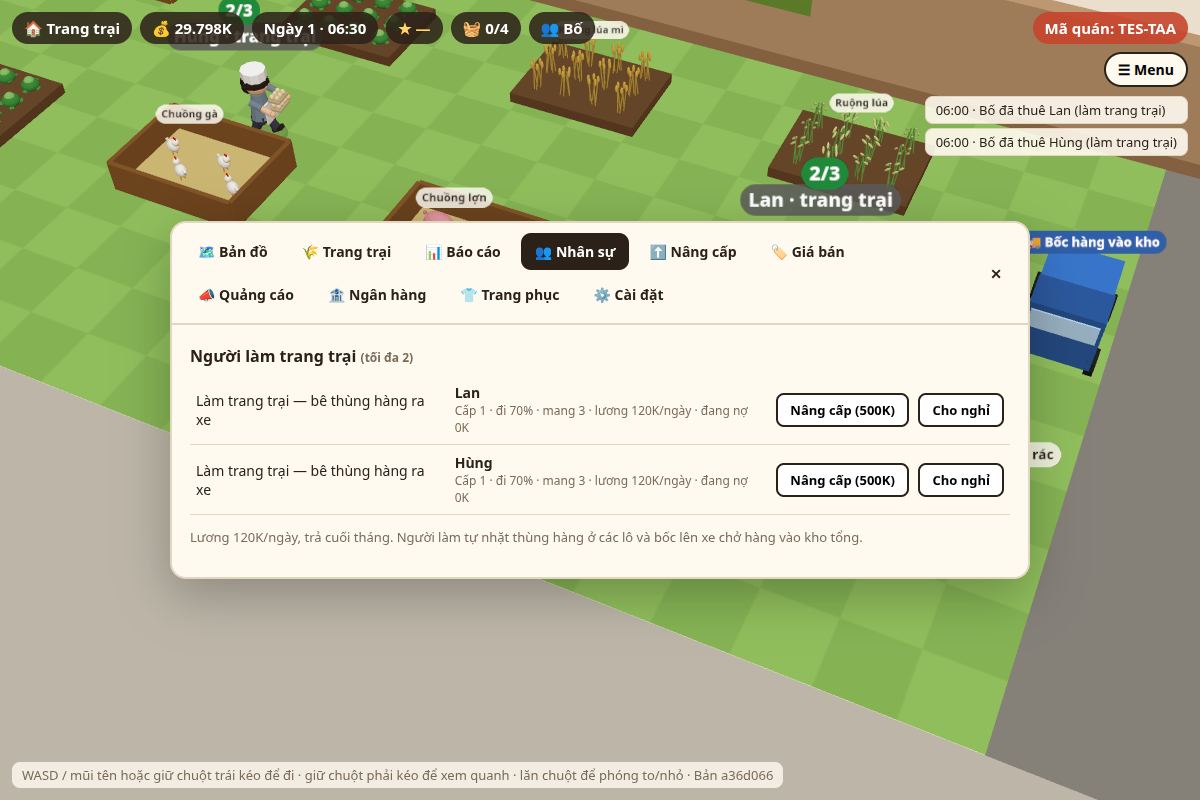 2/3
🏠 Trang trại
💰 29.798K
Ngày 1 · 06:30
★ —
🧺 0/4
👥 Bố
úa mì
Mã quán: TES-TAA
Hùng · trang trại
☰ Menu
Chuồng gà
Ruộng lúa
06:00 · Bố đã thuê Lan (làm trang trại)
06:00 · Bố đã thuê Hùng (làm trang trại)
2/3
Chuồng lợn
Lan · trang trại
🚚 Bốc hàng vào kho
🗺️ Bản đồ
🌾 Trang trại
📊 Báo cáo
👥 Nhân sự
⬆️ Nâng cấp
🏷️ Giá bán
×
📣 Quảng cáo
🏦 Ngân hàng
👕 Trang phục
⚙️ Cài đặt
Người làm trang trại (tối đa 2)
Làm trang trại — bê thùng hàng ra
xe
Lan
Cấp 1 · đi 70% · mang 3 · lương 120K/ngày · đang nợ
0K
Nâng cấp (500K)
Cho nghỉ
rác
Làm trang trại — bê thùng hàng ra
xe
Hùng
Cấp 1 · đi 70% · mang 3 · lương 120K/ngày · đang nợ
0K
Nâng cấp (500K)
Cho nghỉ
Lương 120K/ngày, trả cuối tháng. Người làm tự nhặt thùng hàng ở các lô và bốc lên xe chở hàng vào kho tổng.
WASD / mũi tên hoặc giữ chuột trái kéo để đi · giữ chuột phải kéo để xem quanh · lăn chuột để phóng to/nhỏ · Bản a36d066